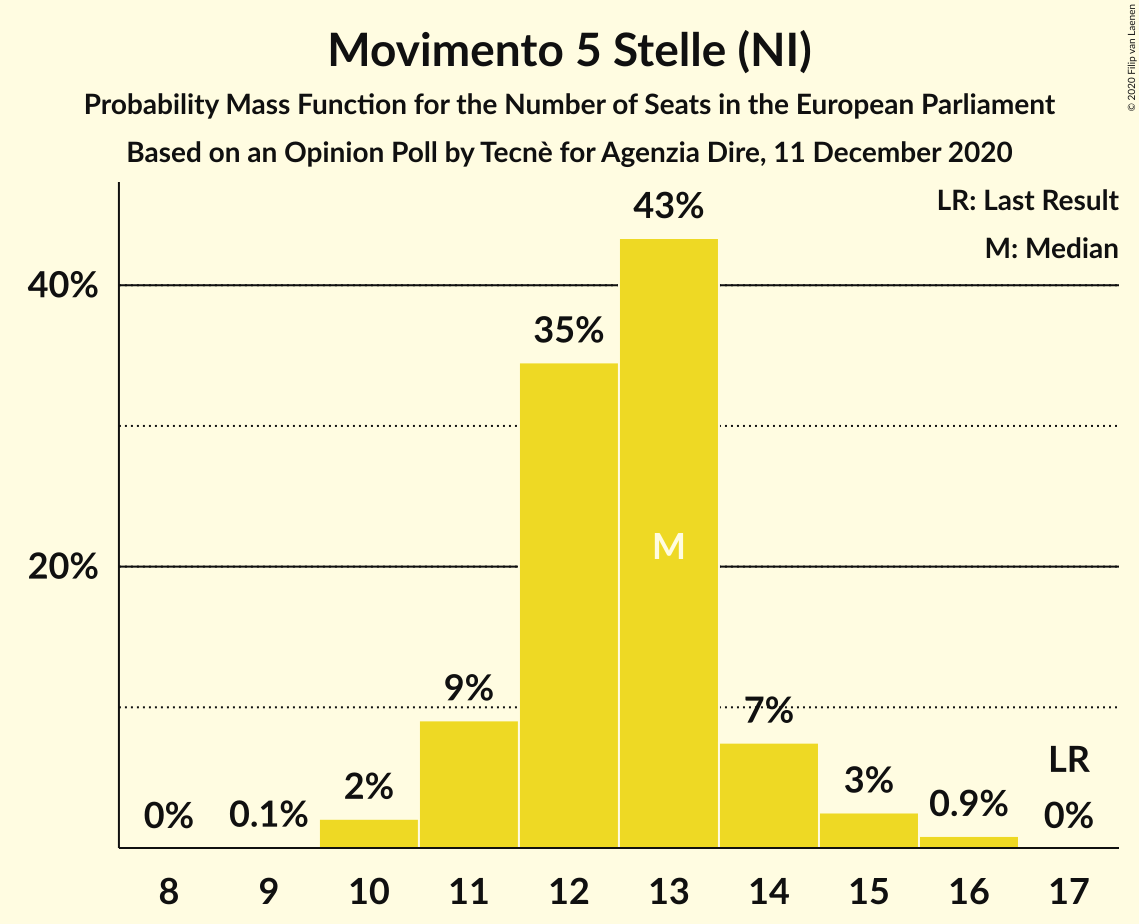 Movimento 5 Stelle (NI)
Probability Mass Function for the Number of Seats in the European Parliament
Based on an Opinion Poll by Tecnè for Agenzia Dire, 11 December 2020
© 2020 Filip van Laenen
LR: Last Result
M: Median
43%
40%
35%
M
20%
9%
7%
LR
2%
3%
0%
0.1%
0.9%
0%
8 9 10 11 12 13 14 15 16 17